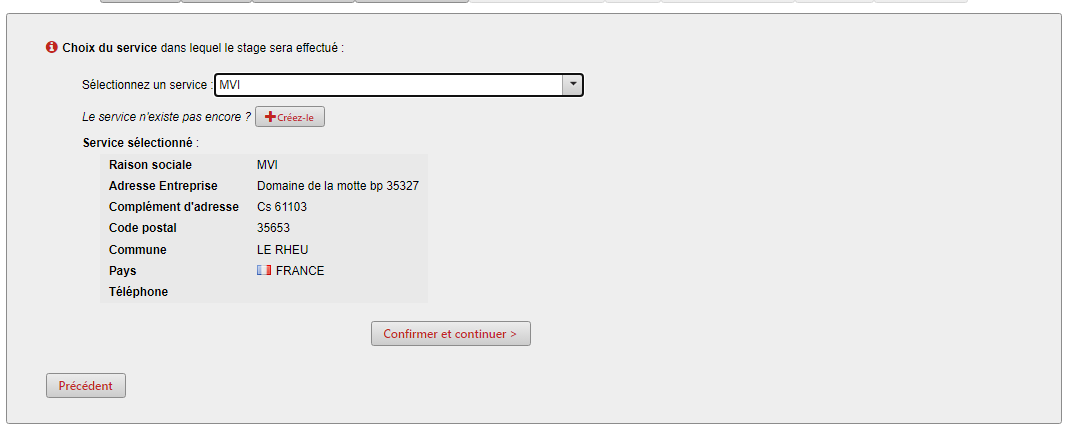 Choix du service dans lequel le stage sera effectué :
Sélectionnez un service : MVI
Le service n'existe pas encore ? Créez-le
Service sélectionné :
Raison sociale MVI
Adresse Entreprise Domaine de la motte bp 35327
Complément d'adresse Cs 61103
Code postal 35653
Commune LE RHEU
Pays FRANCE
Téléphone
Confirmer et continuer >
Précédent